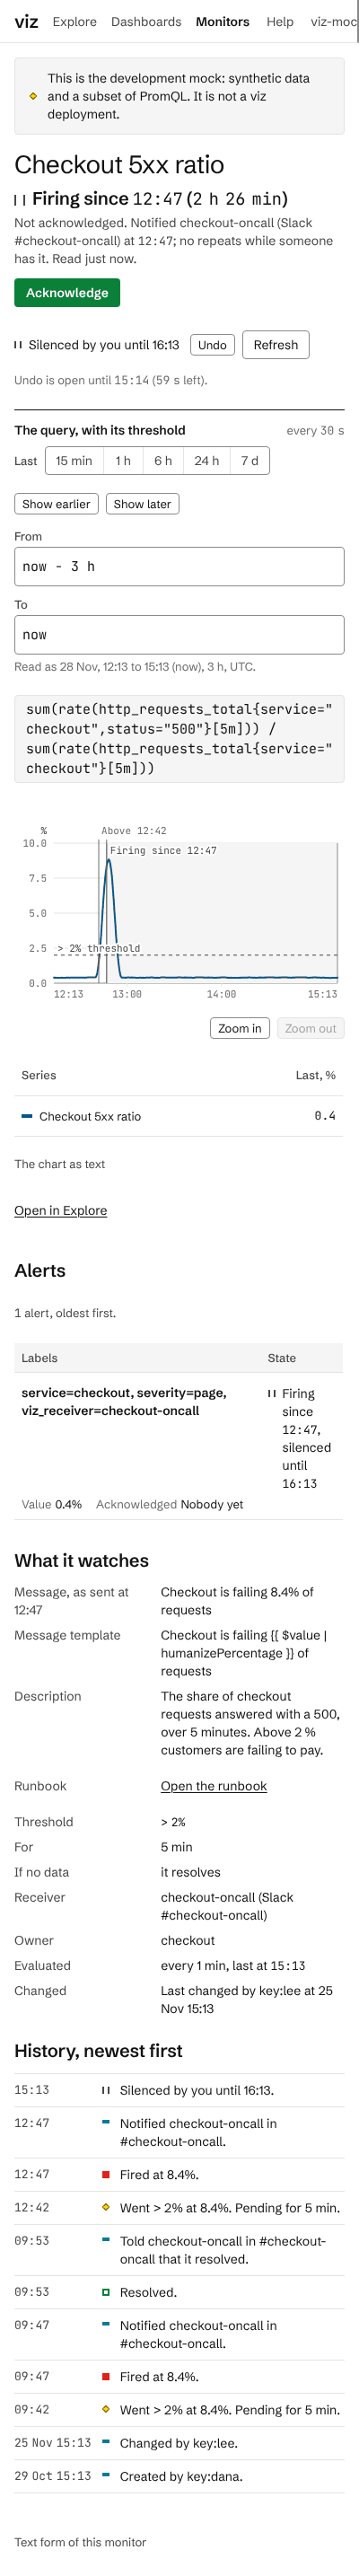 viz Explore Dashboards Monitors Help viz-moc
This is the development mock: synthetic data
and a subset of PromQL. It is not a viz
deployment.
Checkout 5xx ratio
Firing since 12:47 (2 h 26 min)
Not acknowledged. Notified checkout-oncall (Slack
#checkout-oncall) at 12:47; no repeats while someone
has it. Read just now.
Acknowledge
Silenced by you until 16:13 Undo Refresh
Undo is open until 15:14 (59 s left).
The query, with its threshold every 30 s
Last 15 min 1 h 6 h 24 h 7 d
Show earlier Show later
From
now - 3 h
To
now
Read as 28 Nov, 12:13 to 15:13 (now), 3 h, UTC.
sum(rate(http_requests_total{service="
checkout",status="500"}[5m])) /
sum(rate(http_requests_total{service="
checkout"}[5m]))
% Above 12:42
10.0 Firing since 12:47
7.5
5.0
2.5 > 2% threshold
0.0
12:13 13:00 14:00 15:13
Zoom in Zoom out
Series Last, %
Checkout 5xx ratio 0.4
The chart as text
Open in Explore
Alerts
1 alert, oldest first.
Labels State
service=checkout, severity=page,
viz_receiver=checkout-oncall
Firing
since
12:47,
silenced
until
16:13
Value 0.4% Acknowledged Nobody yet
What it watches
Message, as sent at
12:47
Checkout is failing 8.4% of
requests
Message template
Checkout is failing {{ $value |
humanizePercentage }} of
requests
Description
The share of checkout
requests answered with a 500,
over 5 minutes. Above 2 %
customers are failing to pay.
Runbook Open the runbook
Threshold > 2%
For 5 min
If no data it resolves
Receiver checkout-oncall (Slack
#checkout-oncall)
Owner checkout
Evaluated every 1 min, last at 15:13
Changed Last changed by key:lee at 25
Nov 15:13
History, newest first
15:13 Silenced by you until 16:13.
12:47 Notified checkout-oncall in
#checkout-oncall.
12:47 Fired at 8.4%.
12:42 Went > 2% at 8.4%. Pending for 5 min.
09:53 Told checkout-oncall in #checkout-
oncall that it resolved.
09:53 Resolved.
09:47 Notified checkout-oncall in
#checkout-oncall.
09:47 Fired at 8.4%.
09:42 Went > 2% at 8.4%. Pending for 5 min.
25 Nov 15:13 Changed by key:lee.
29 Oct 15:13 Created by key:dana.
Text form of this monitor